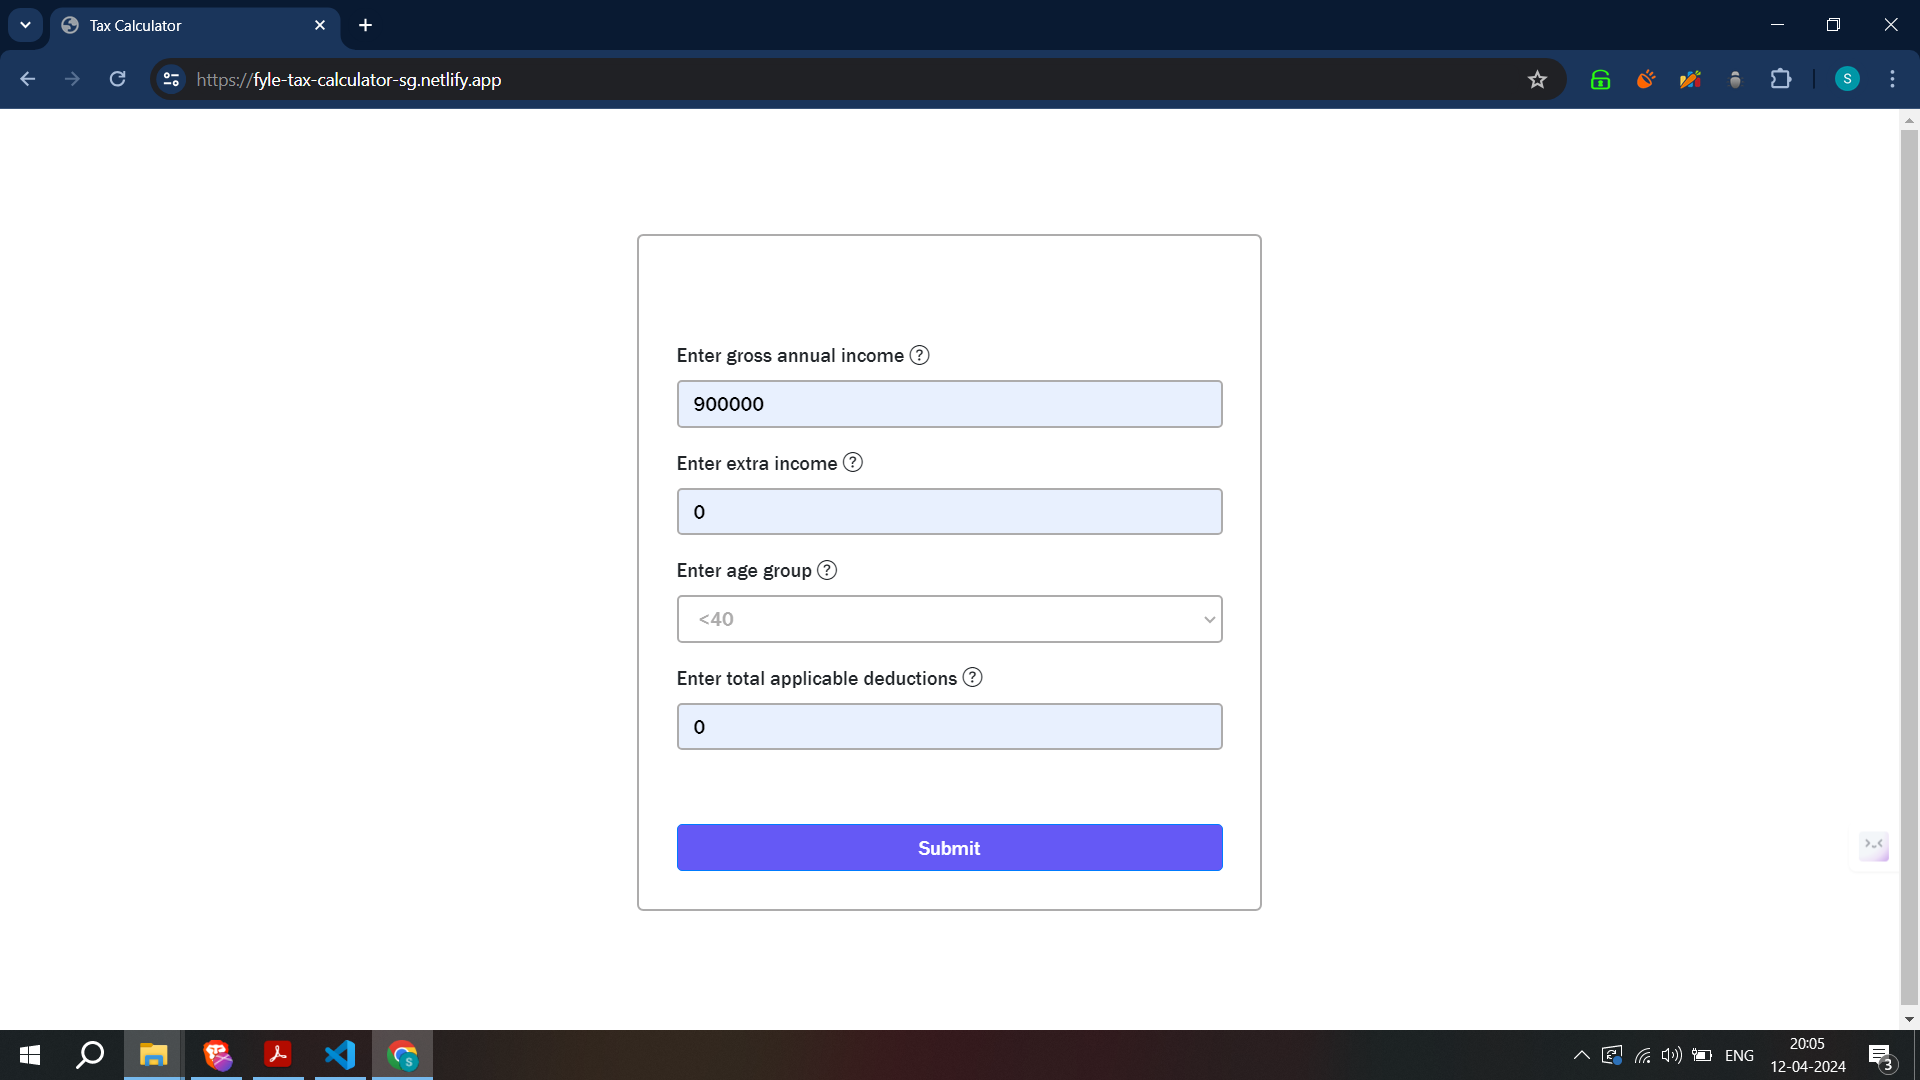 Tax Calculator
https://fyle-tax-calculator-sg.netlify.app
S
Enter gross annual income ?
900000
Enter extra income ?
0
Enter age group ?
<40
Enter total applicable deductions ?
0
Submit
S
ENG
20:05
12-04-2024
3